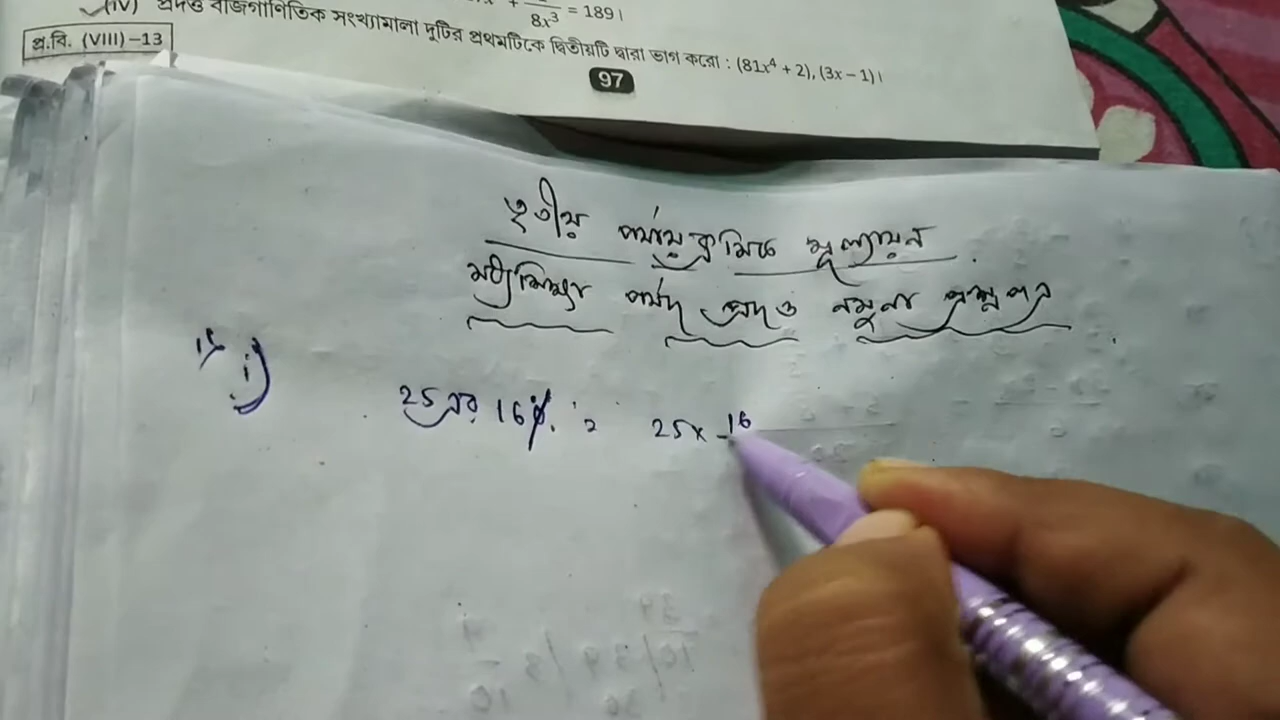 8x³ = 189।
(iv) প্রদত্ত বীজগাণিতিক সংখ্যামালা দুটির প্রথমটিকে দ্বিতীয়টি দ্বারা ভাগ করো : (81x⁴ + 2), (3x – 1)।
প্র.বি. (VIII)–13
97
তৃতীয় পর্যায়ক্রমিক মূল্যায়ন
মধ্যশিক্ষা পর্ষদ প্রদত্ত নমুনা প্রশ্নপত্র
i)
25 এর 16%. = 25 x 16